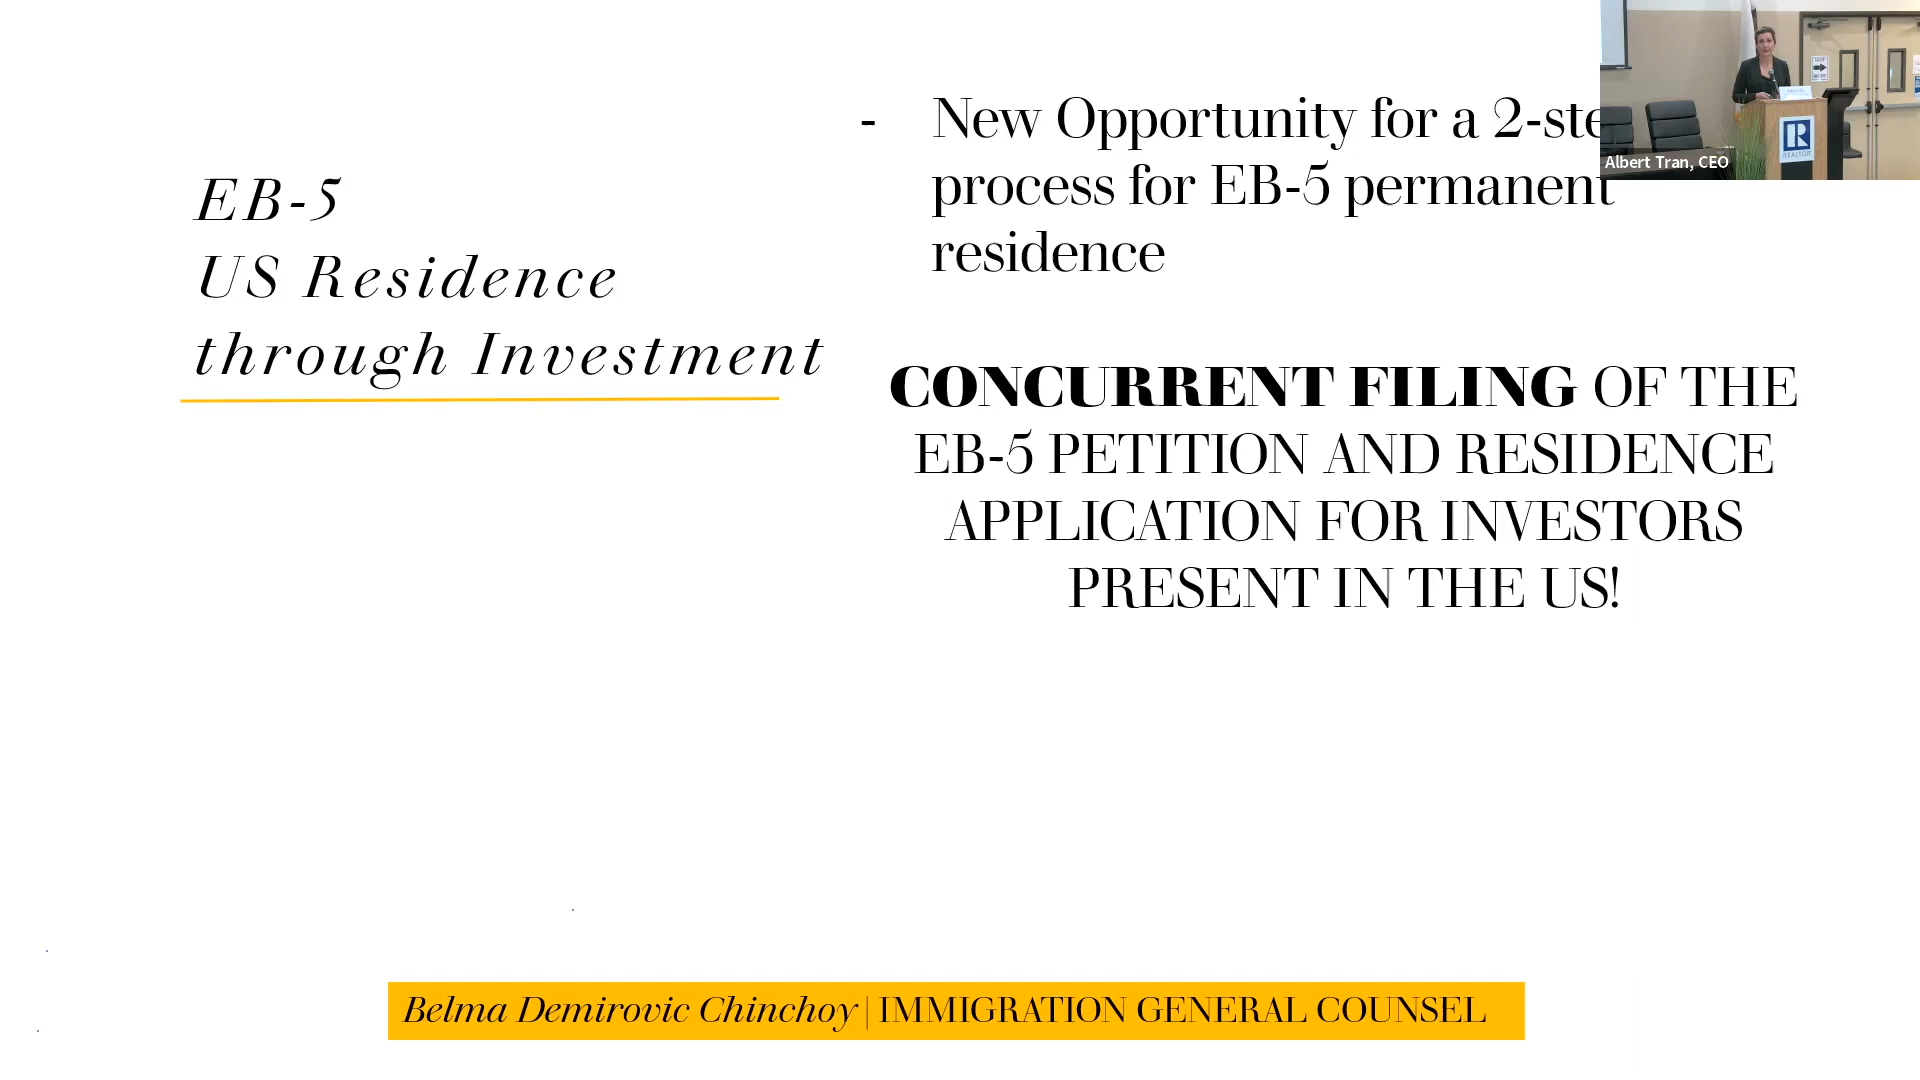 EB-5
US Residence
through Investment
- New Opportunity for a 2-ste
process for EB-5 permanent
residence
CONCURRENT FILING OF THE
EB-5 PETITION AND RESIDENCE
APPLICATION FOR INVESTORS
PRESENT IN THE US!
Albert Tran, CEO
R
REALTOR
Belma Demirovic Chinchoy | IMMIGRATION GENERAL COUNSEL